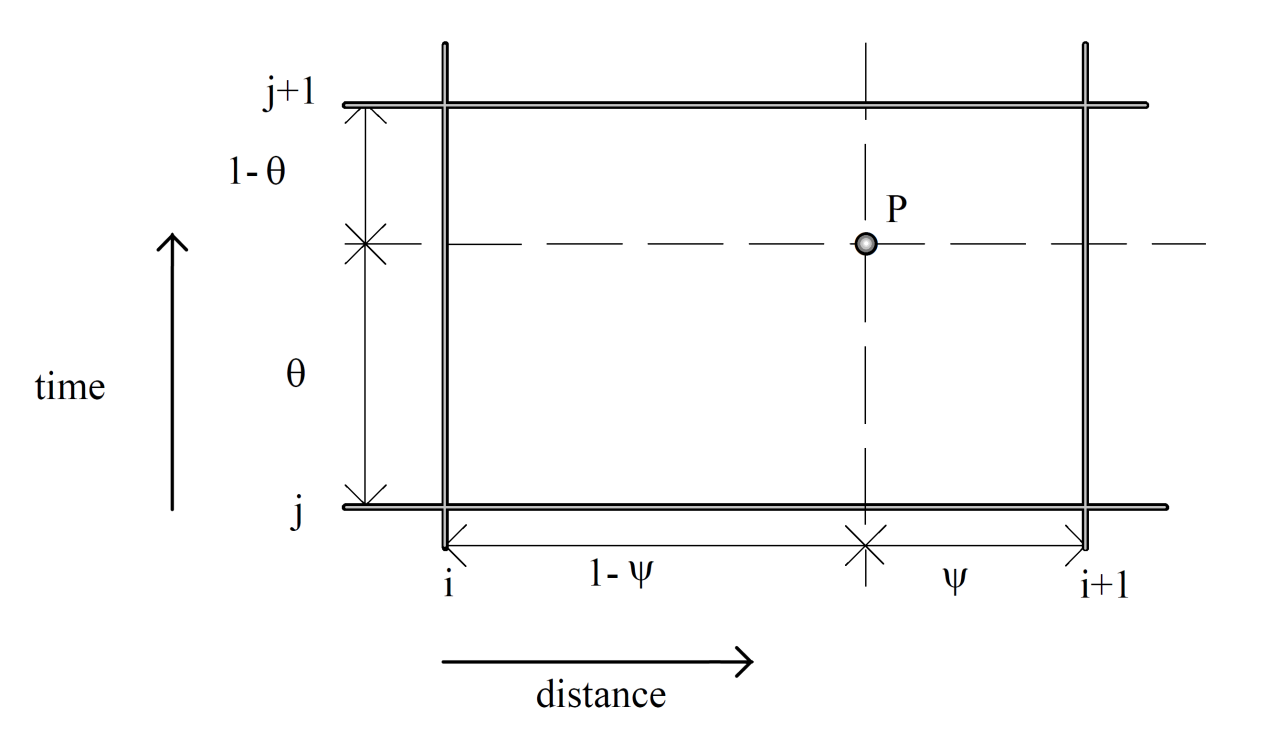 j+1
1-θ
P
θ
time
j
i
1-ψ
ψ
i+1
distance